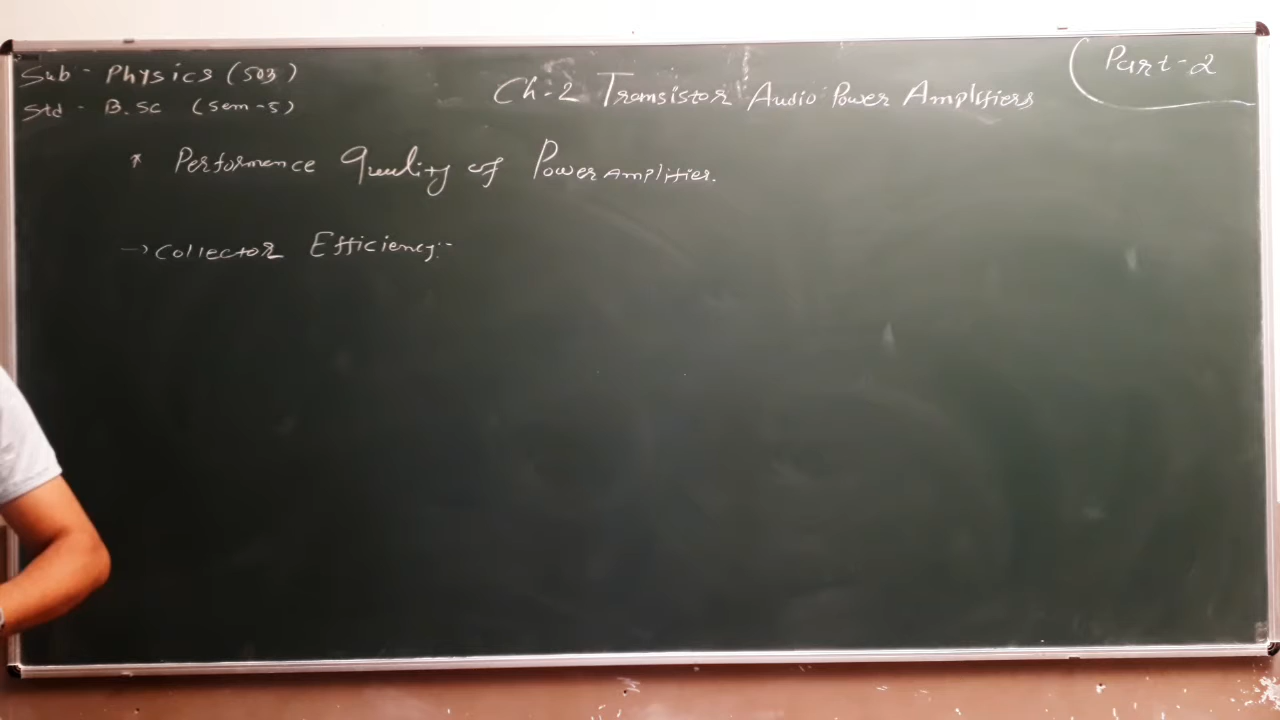 Sub - Physics (503)
Std - B.Sc (Sem-5)
Ch-2 Transistor Audio Power Amplifiers
Part-2
* Performence Quality of Power amplifier.
→ Collector Efficiency:-